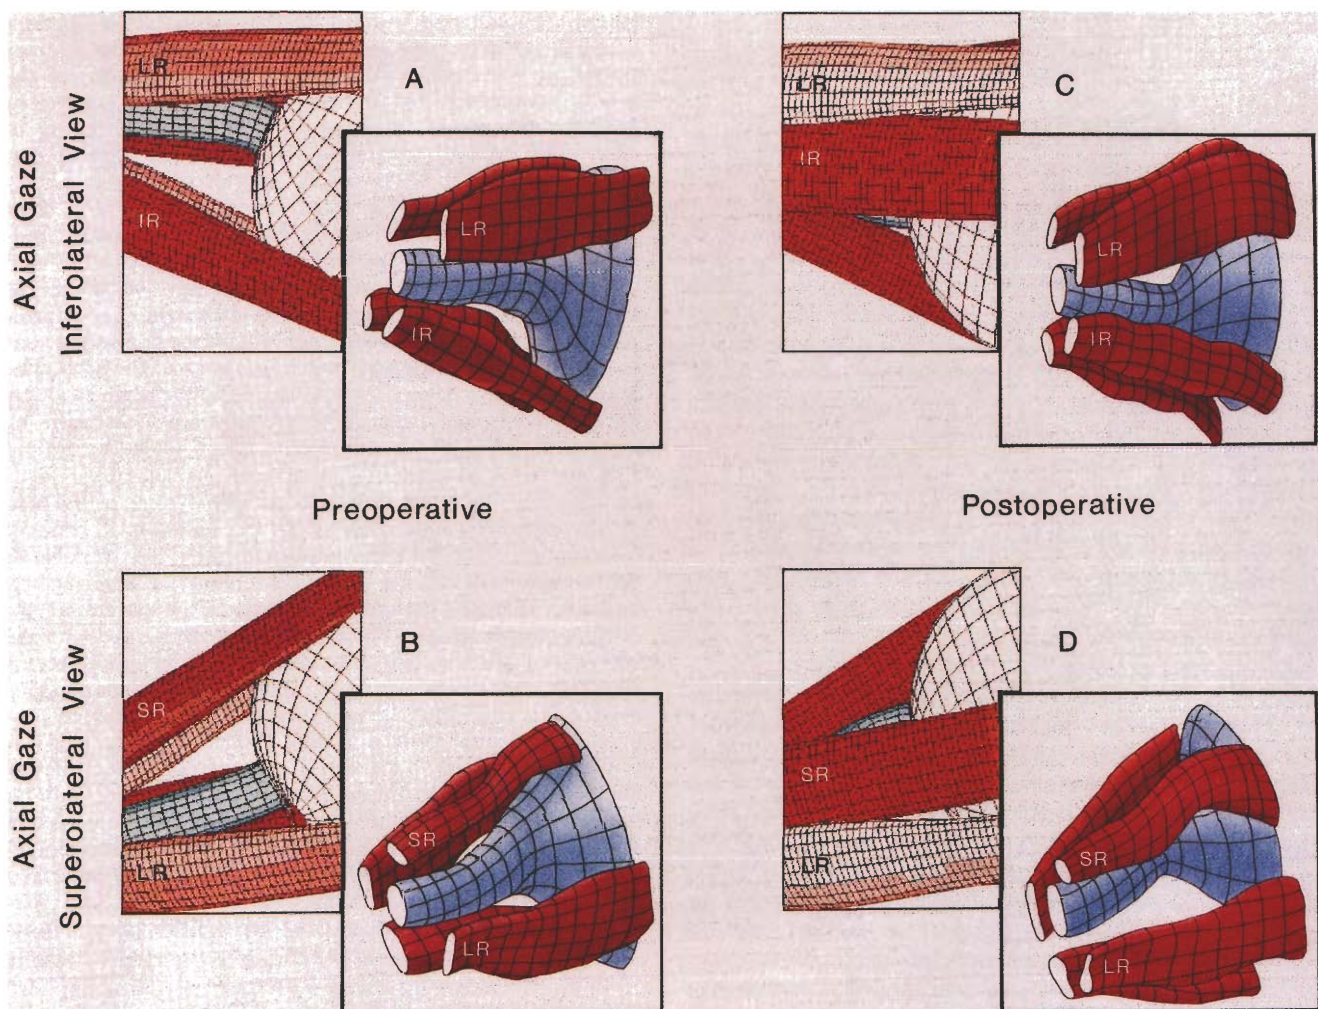 Axial Gaze
Inferolateral View
A
LR
IR
LR
IR
C
LR
IR
LR
IR
Preoperative
Postoperative
Axial Gaze
Superolateral View
B
SR
LR
SR
LR
D
SR
LR
SR
LR